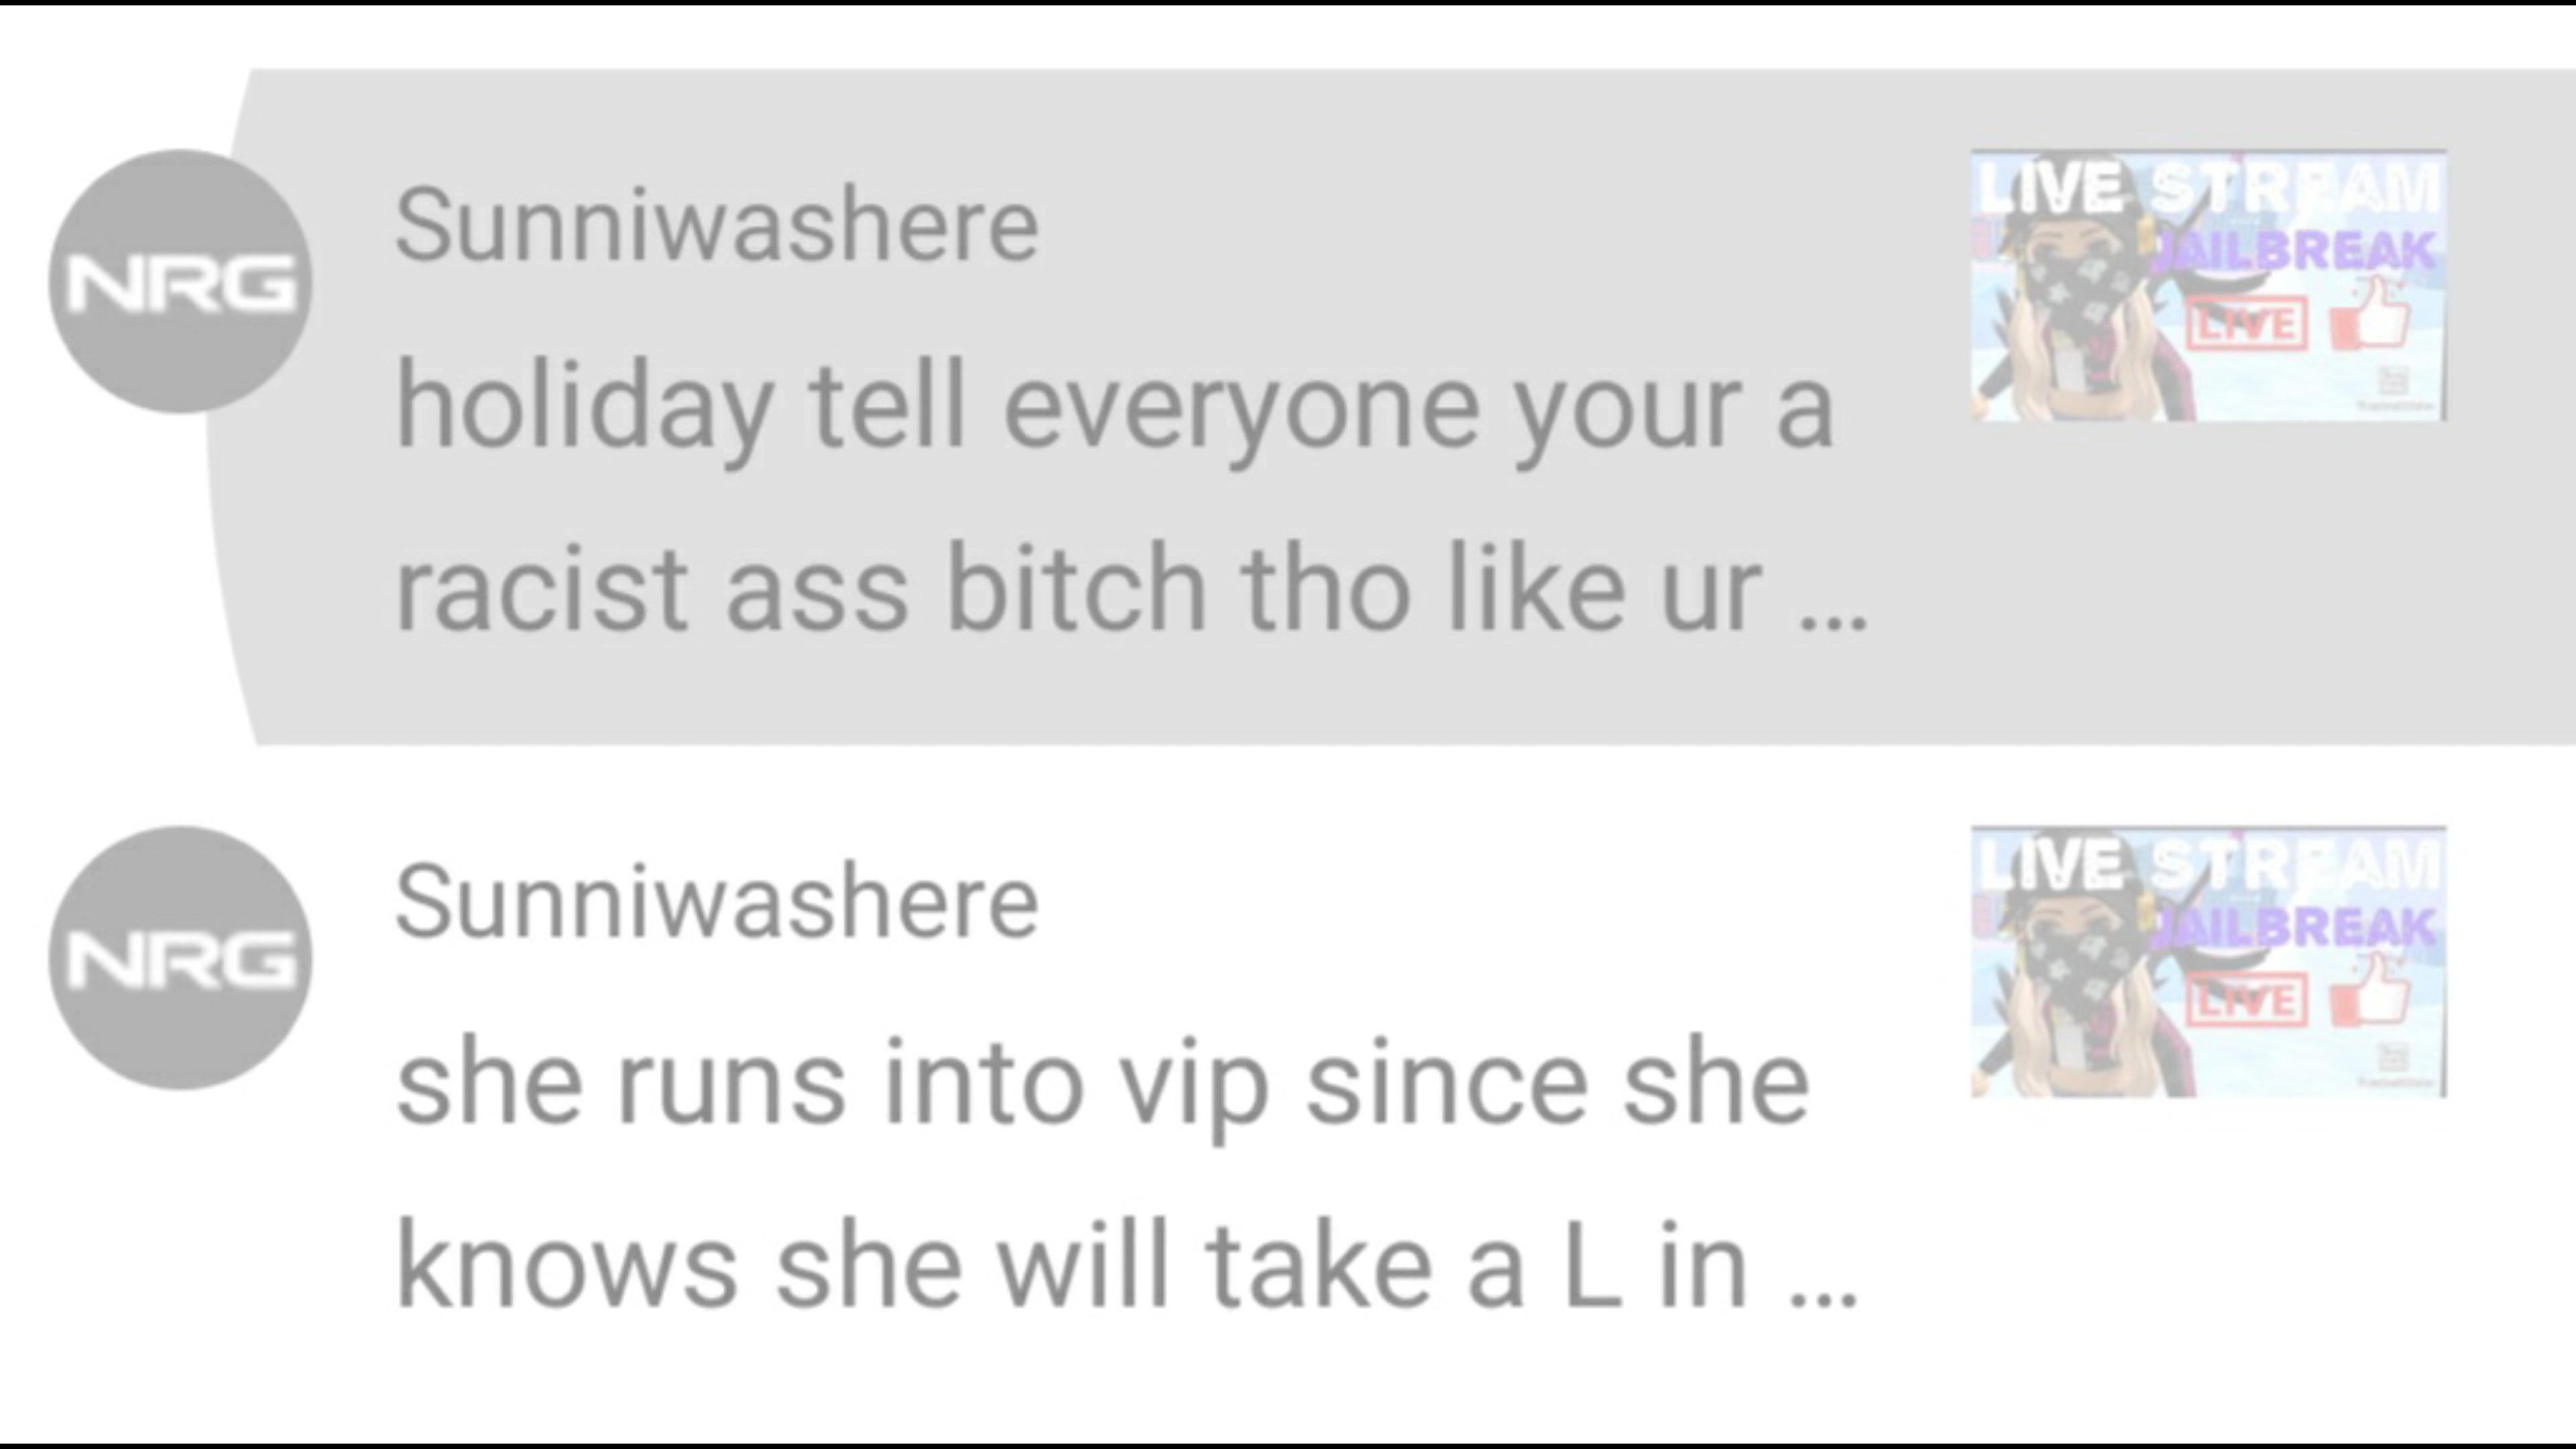 NRG
Sunniwashere
holiday tell everyone your a
racist ass bitch tho like ur ...
LIVE STREAM
JAILBREAK
LIVE
NRG
Sunniwashere
she runs into vip since she
knows she will take a L in ...
LIVE STREAM
JAILBREAK
LIVE